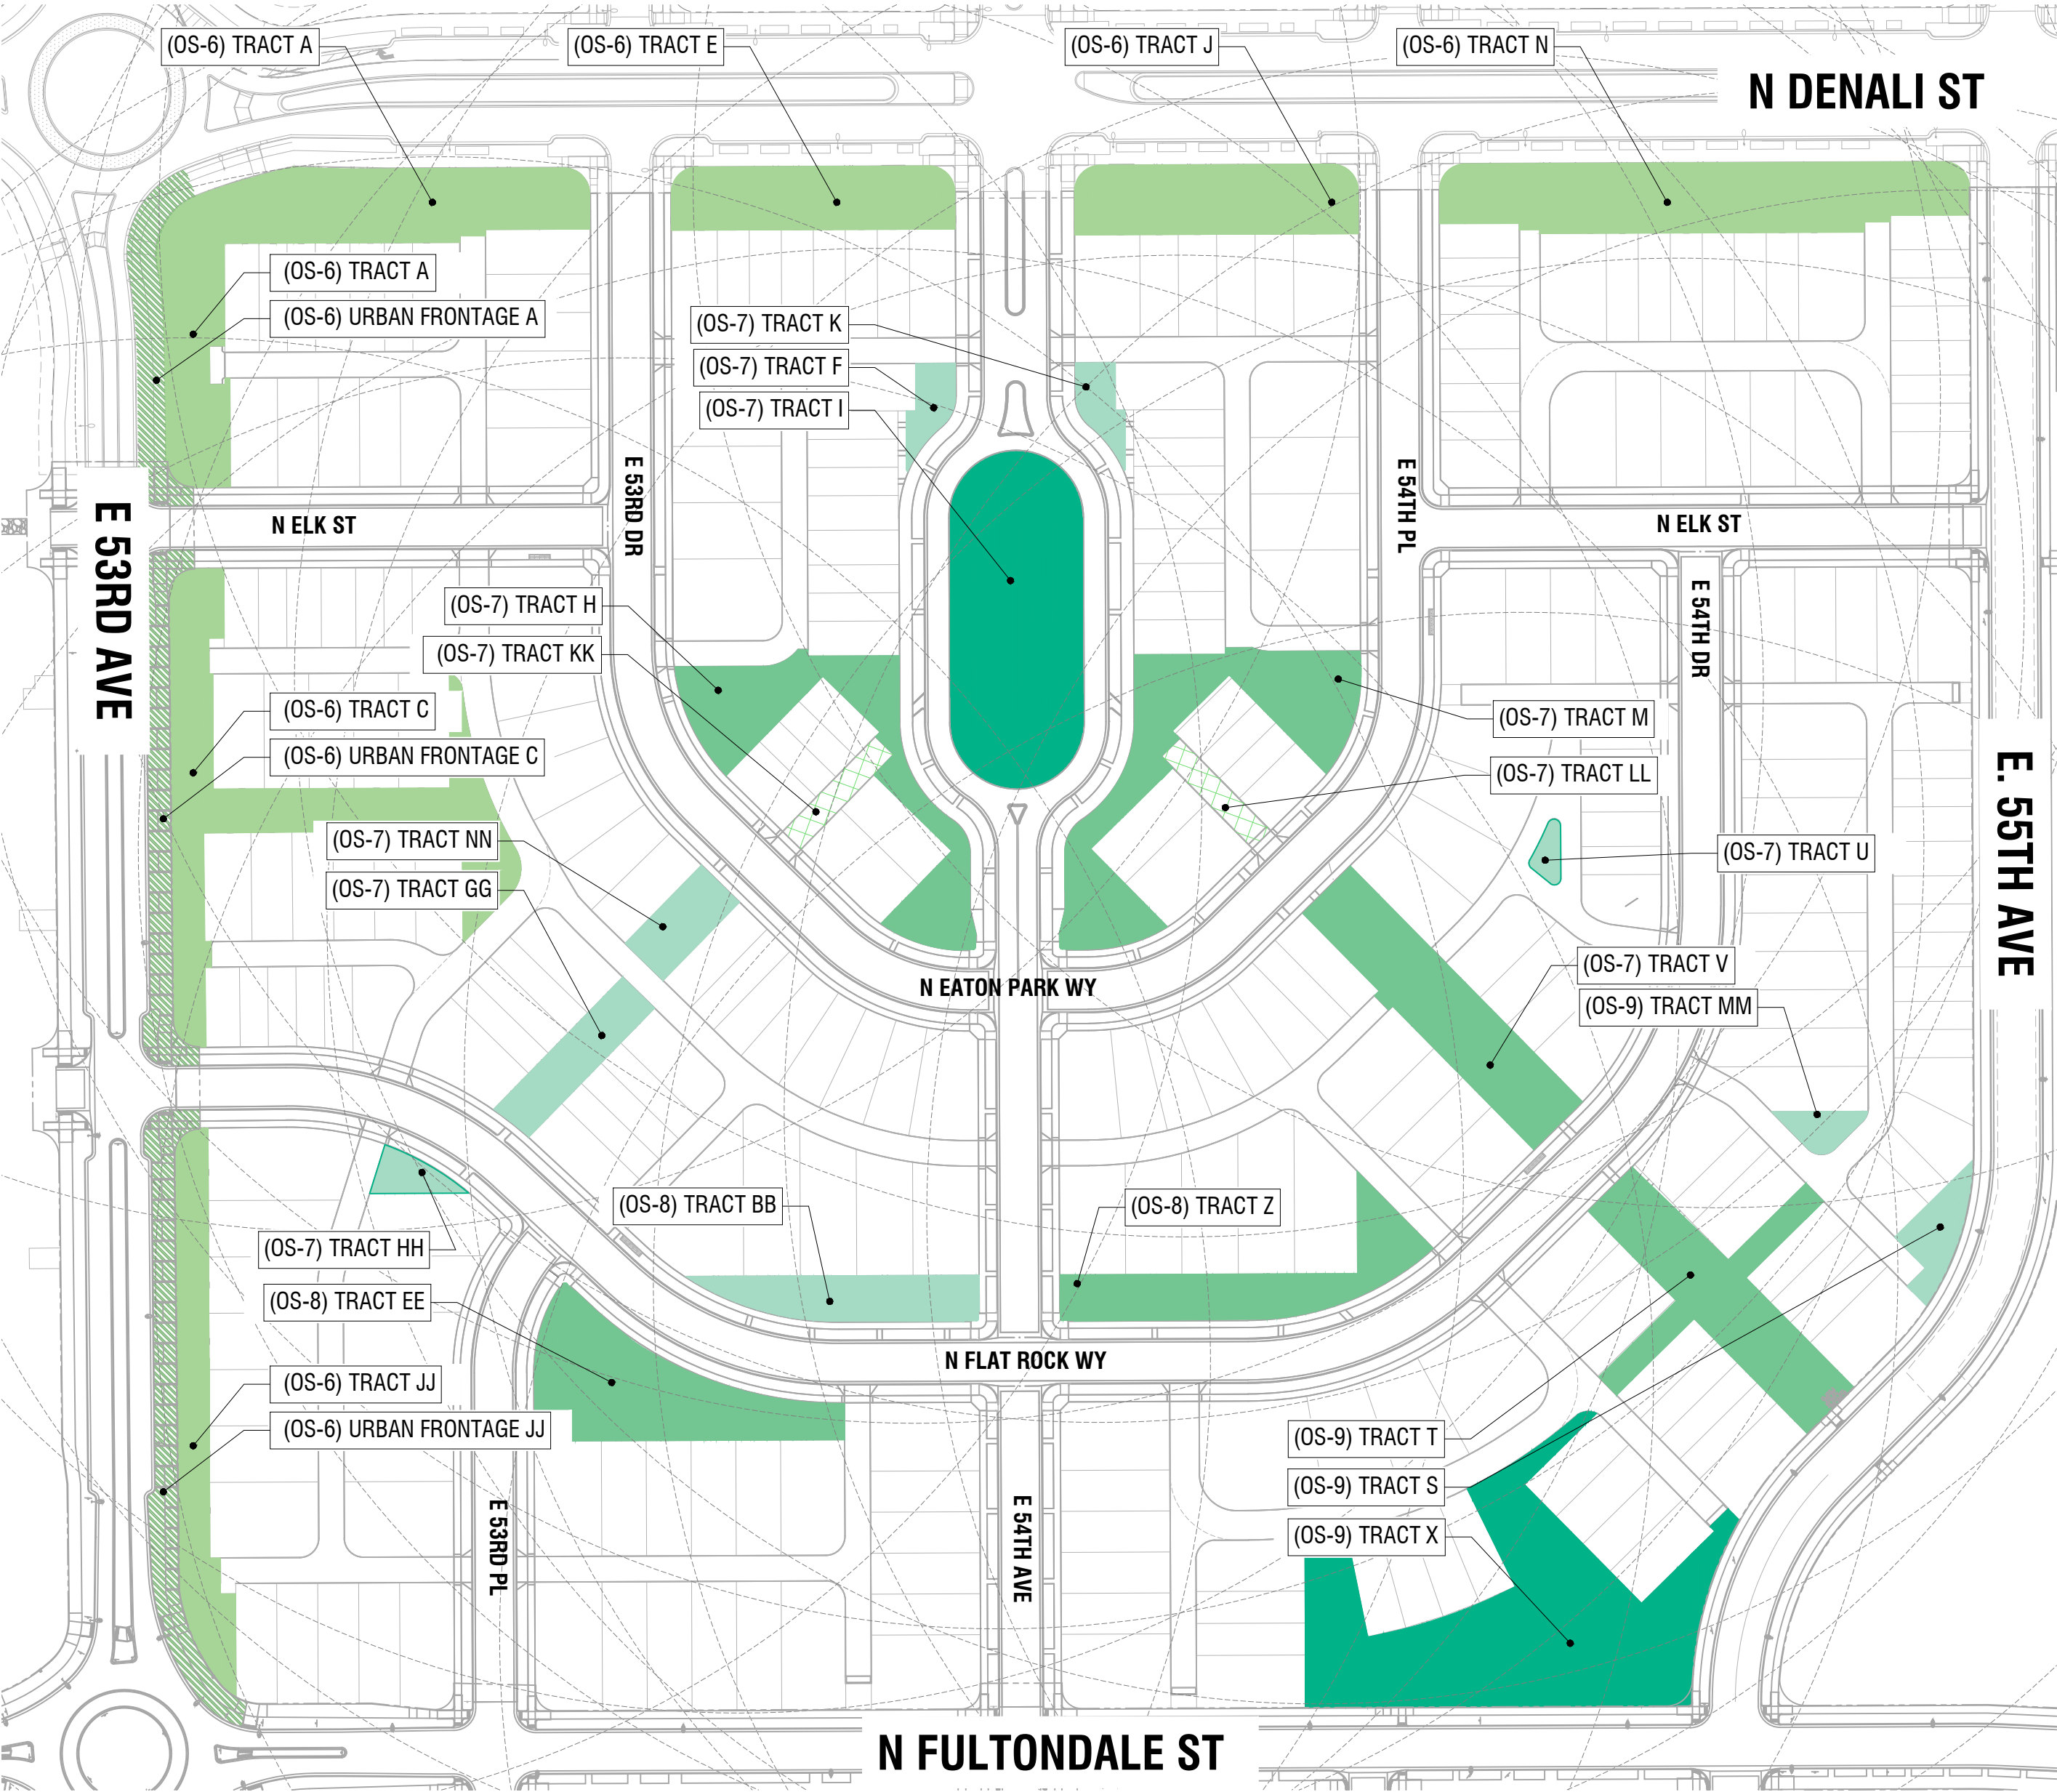 (OS-6) TRACT A
(OS-6) TRACT E
(OS-6) TRACT J
(OS-6) TRACT N
N DENALI ST
(OS-6) TRACT A
(OS-6) URBAN FRONTAGE A
(OS-7) TRACT K
(OS-7) TRACT F
(OS-7) TRACT I
E 53RD AVE
N ELK ST
E 53RD DR
E 54TH PL
N ELK ST
E 54TH DR
(OS-7) TRACT H
(OS-7) TRACT KK
(OS-6) TRACT C
(OS-6) URBAN FRONTAGE C
(OS-7) TRACT M
(OS-7) TRACT LL
E. 55TH AVE
(OS-7) TRACT NN
(OS-7) TRACT GG
(OS-7) TRACT U
N EATON PARK WY
(OS-7) TRACT V
(OS-9) TRACT MM
(OS-8) TRACT BB
(OS-8) TRACT Z
(OS-7) TRACT HH
(OS-8) TRACT EE
N FLAT ROCK WY
(OS-6) TRACT JJ
(OS-6) URBAN FRONTAGE JJ
(OS-9) TRACT T
(OS-9) TRACT S
(OS-9) TRACT X
E 53RD PL
E 54TH AVE
N FULTONDALE ST